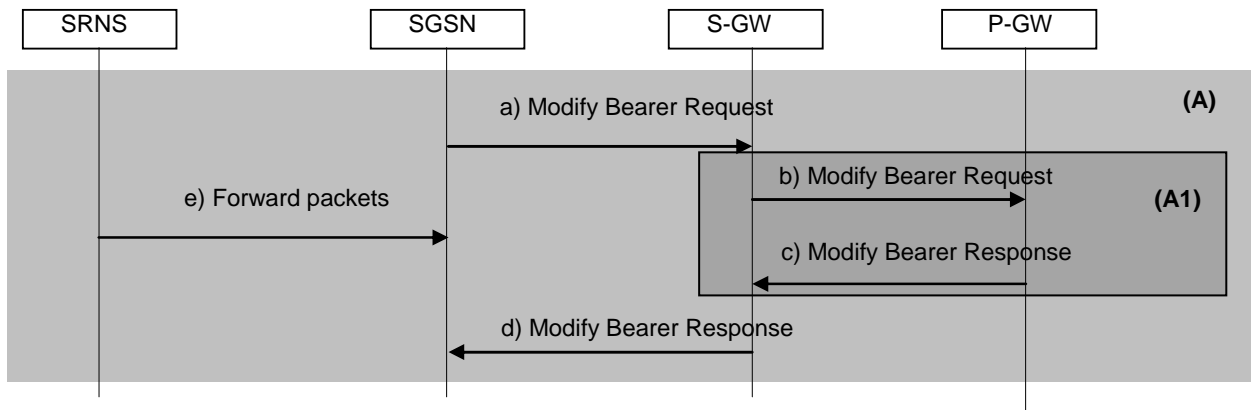 SRNS
SGSN
S-GW
P-GW
(A)
a) Modify Bearer Request
b) Modify Bearer Request
(A1)
e) Forward packets
c) Modify Bearer Response
d) Modify Bearer Response